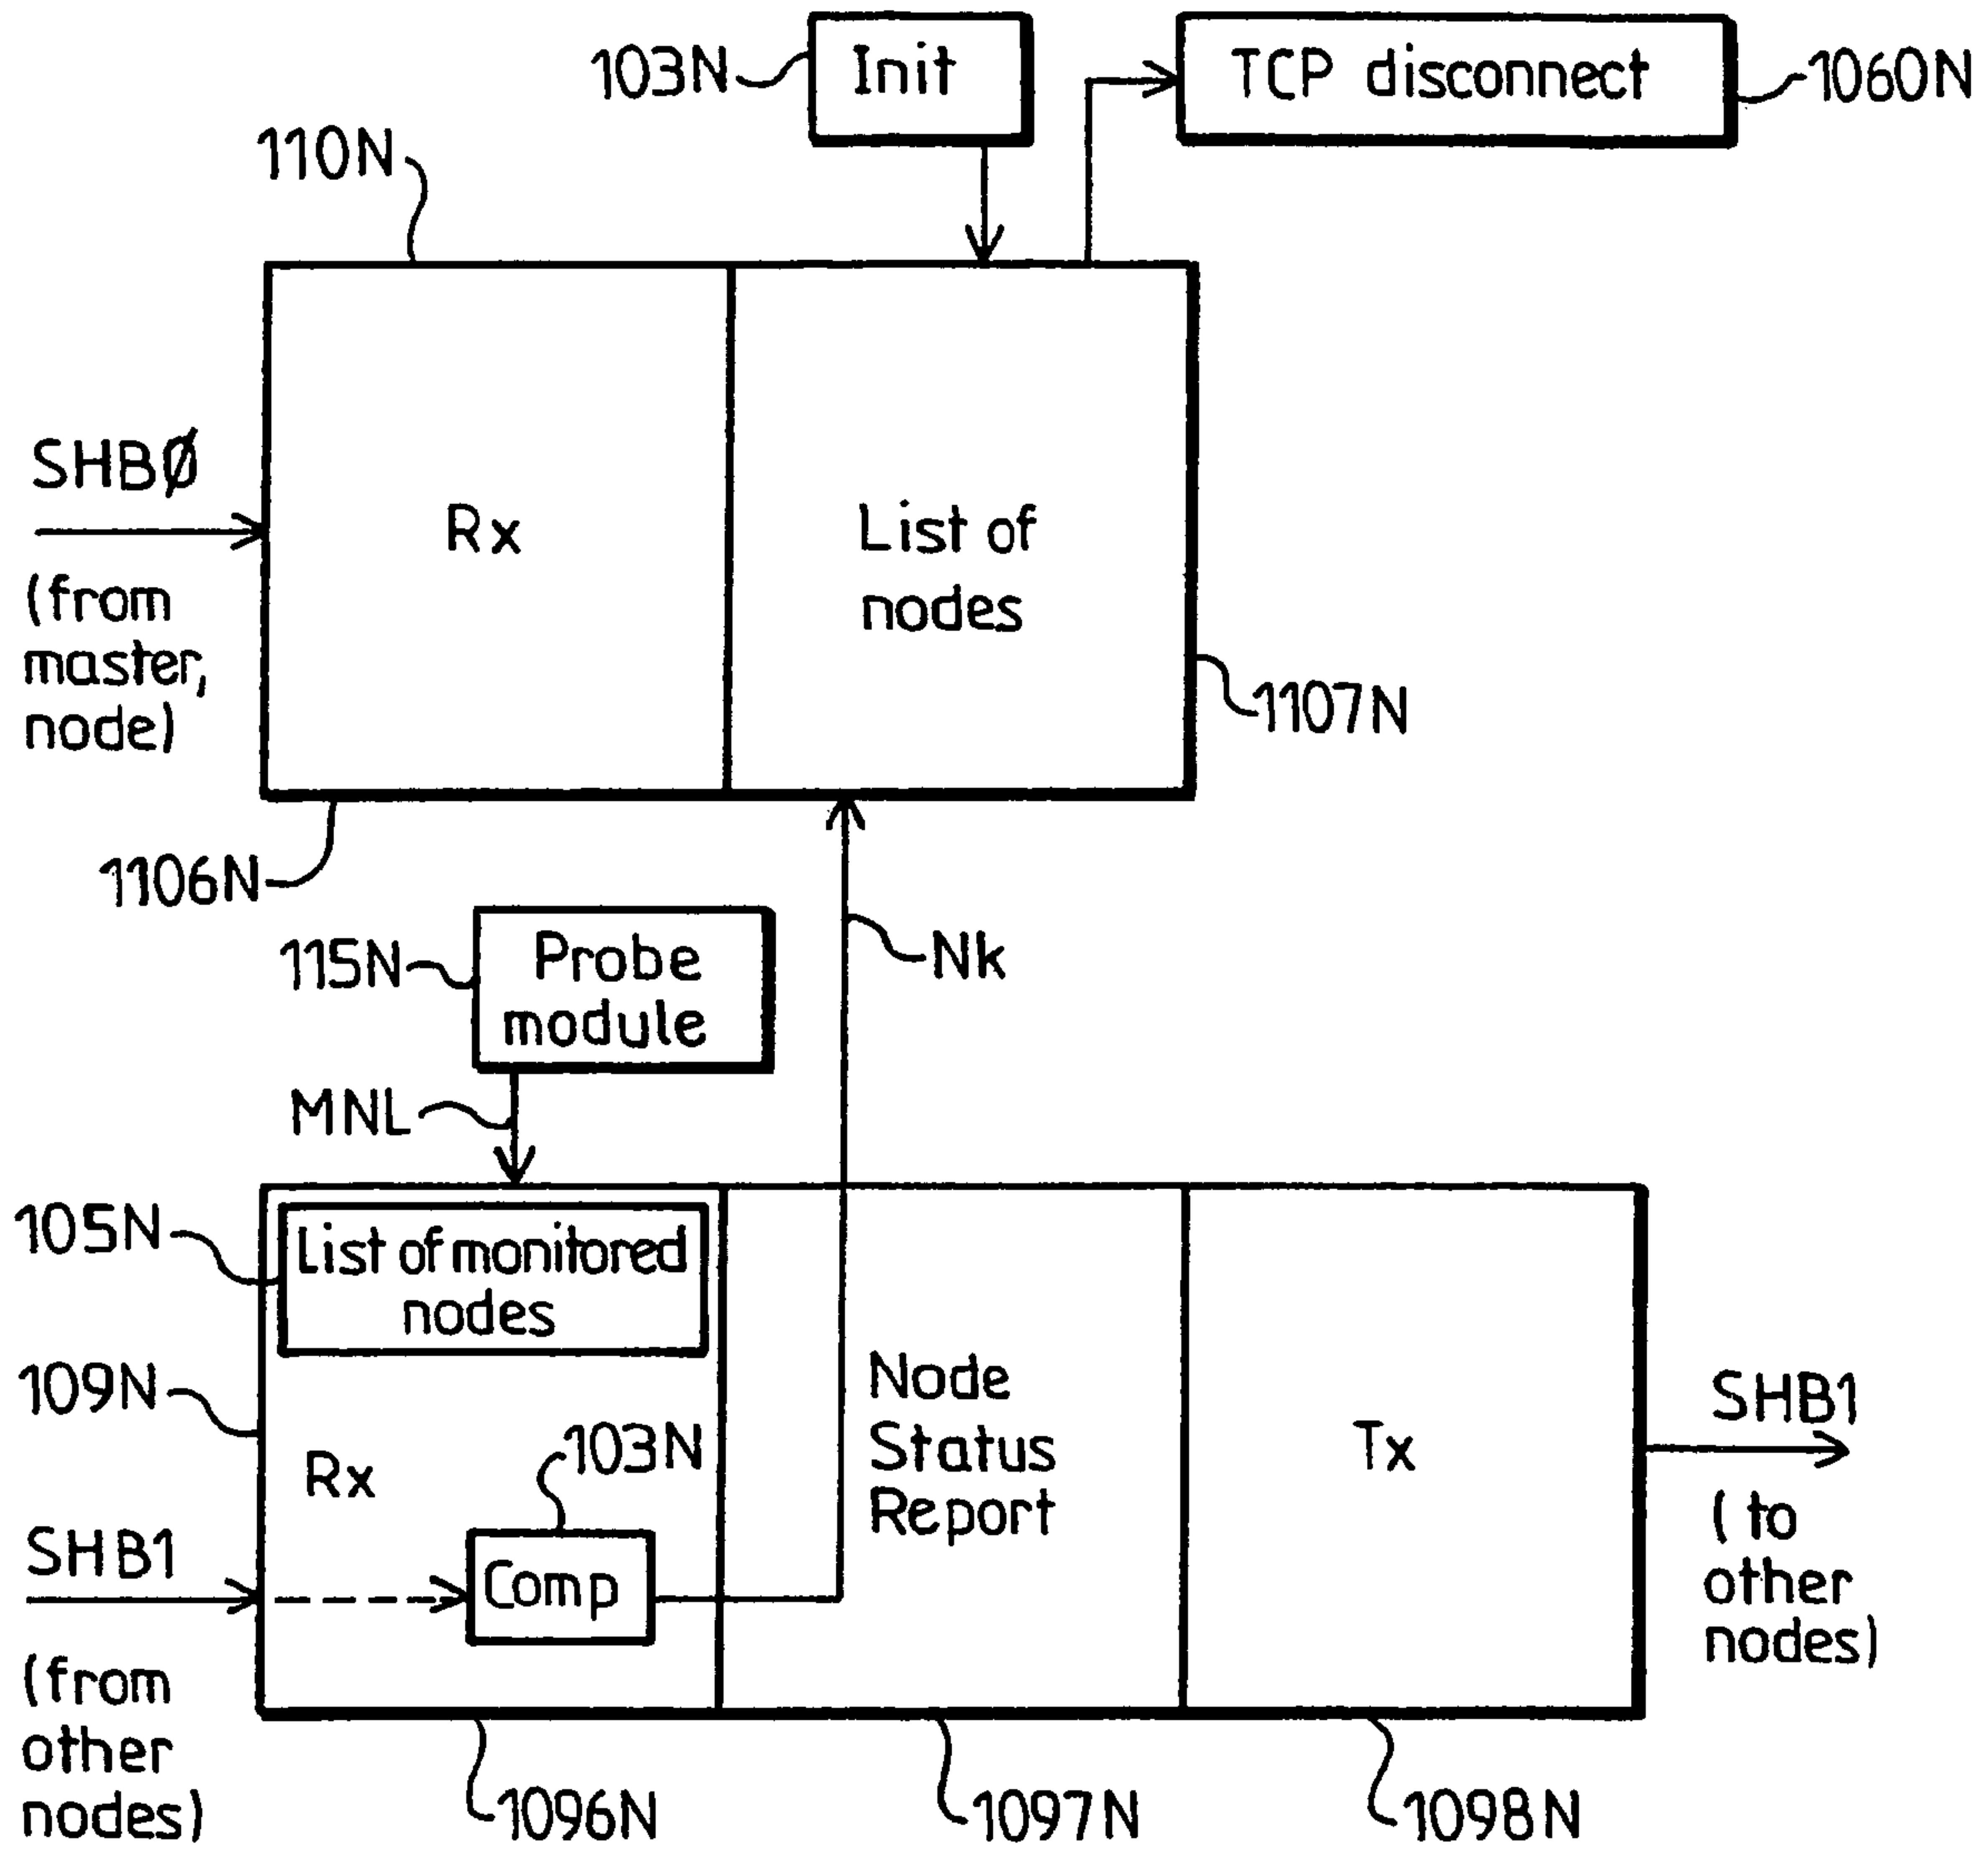 103N
Init
TCP disconnect
1060N
110N
SHBØ
(from
master,
node)
Rx
List of
nodes
1107N
1106N
115N
Probe
module
Nk
MNL
105N
List of monitored
nodes
109N
Rx
103N
Comp
Node
Status
Report
Tx
SHB1
(to
other
nodes)
SHB1
(from
other
nodes)
1096N
1097N
1098N